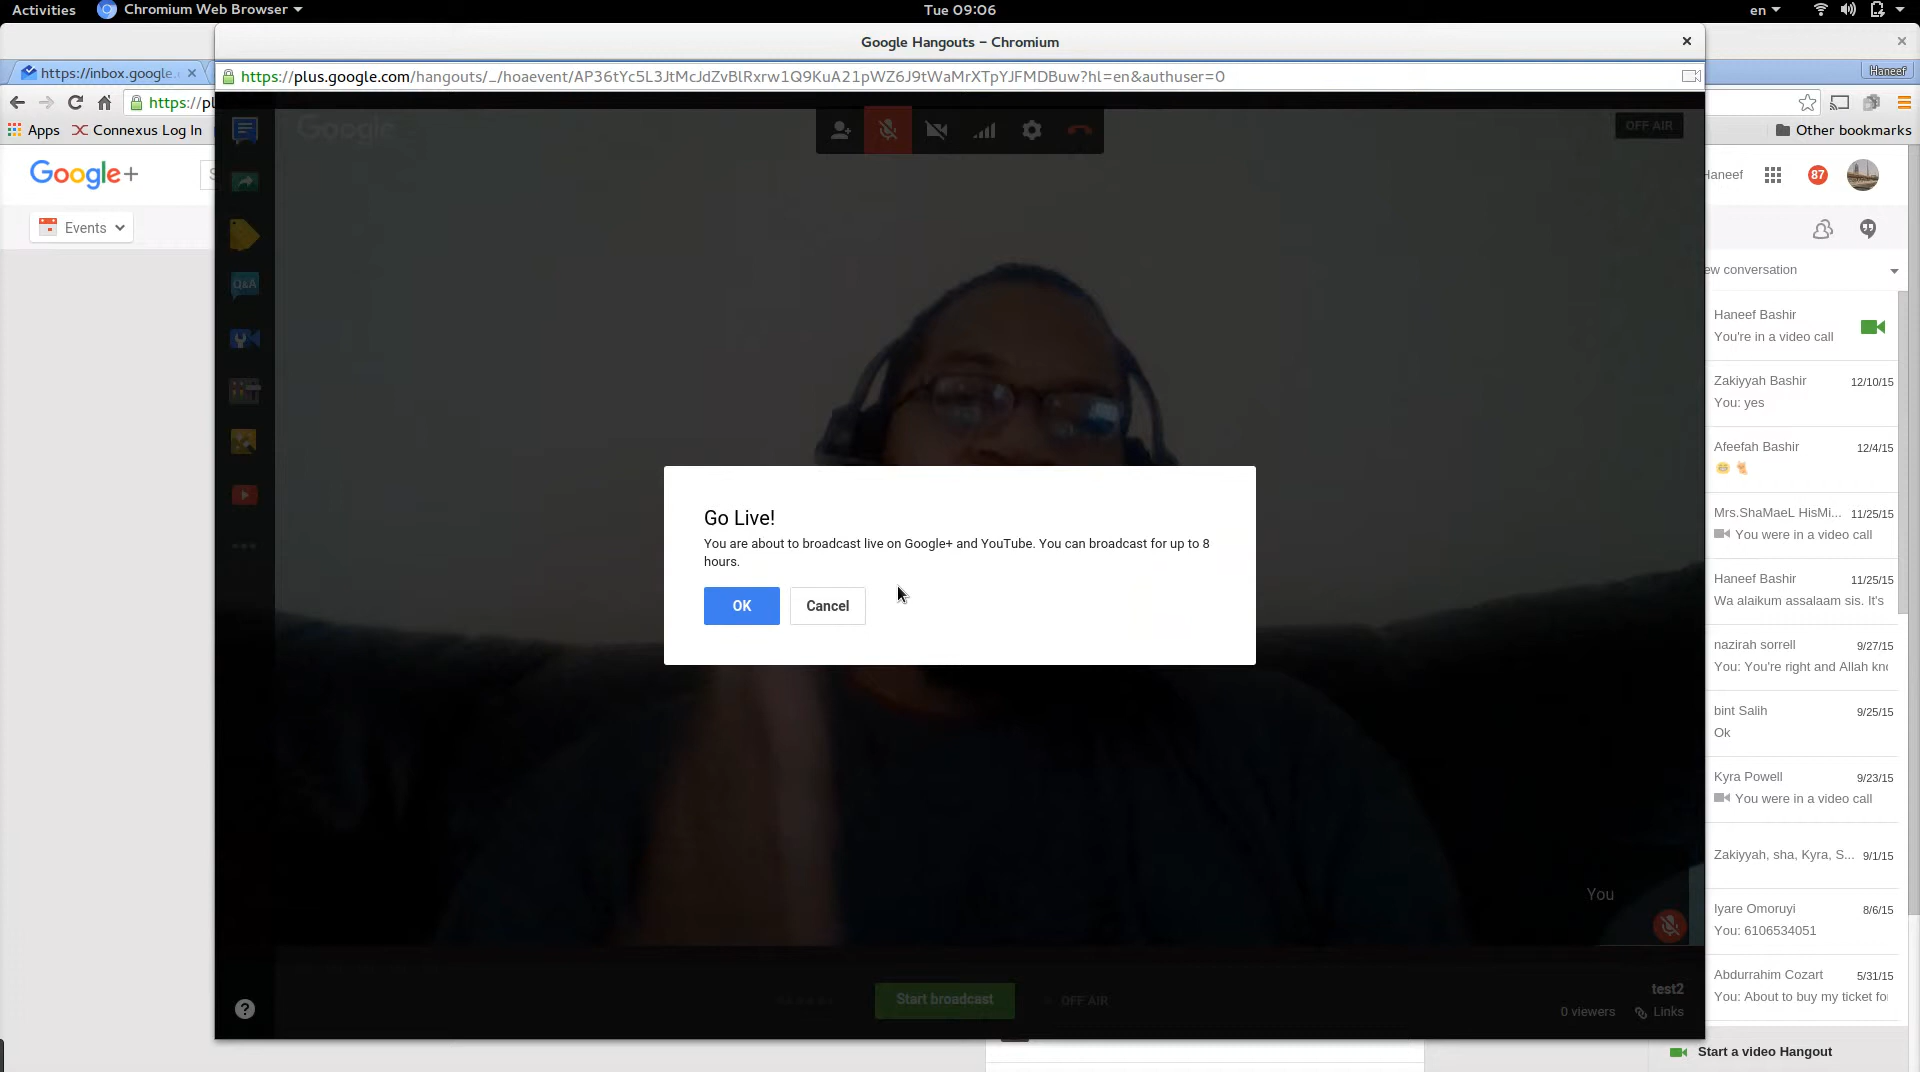 Activities
Chromium Web Browser
Tue 09:06
en
Google Hangouts – Chromium
https://inbox.google.
Haneef
https://plus.google.com/hangouts/_/hoaevent/AP36tYc5L3JtMcJdZvBlRxrw1Q9KuA21pWZ6J9tWaMrXTpYJFMDBuw?hl=en&authuser=0
https://pl
Apps
Connexus Log In
Other bookmarks
Google
OFF AIR
Google+
S
Haneef
87
Events
Q&A
ew conversation
Haneef Bashir
You're in a video call
Zakiyyah Bashir
12/10/15
You: yes
Afeefah Bashir
12/4/15
Mrs.ShaMaeL HisMi...
11/25/15
You were in a video call
Haneef Bashir
11/25/15
Wa alaikum assalaam sis. It's
nazirah sorrell
9/27/15
You: You're right and Allah kno
bint Salih
9/25/15
Ok
Kyra Powell
9/23/15
You were in a video call
Zakiyyah, sha, Kyra, S...
9/1/15
Iyare Omoruyi
8/6/15
You: 6106534051
Abdurrahim Cozart
5/31/15
You: About to buy my ticket fo
Start a video Hangout
Go Live!
You are about to broadcast live on Google+ and YouTube. You can broadcast for up to 8
hours.
OK
Cancel
You
Start broadcast
OFF AIR
test2
0 viewers
Links